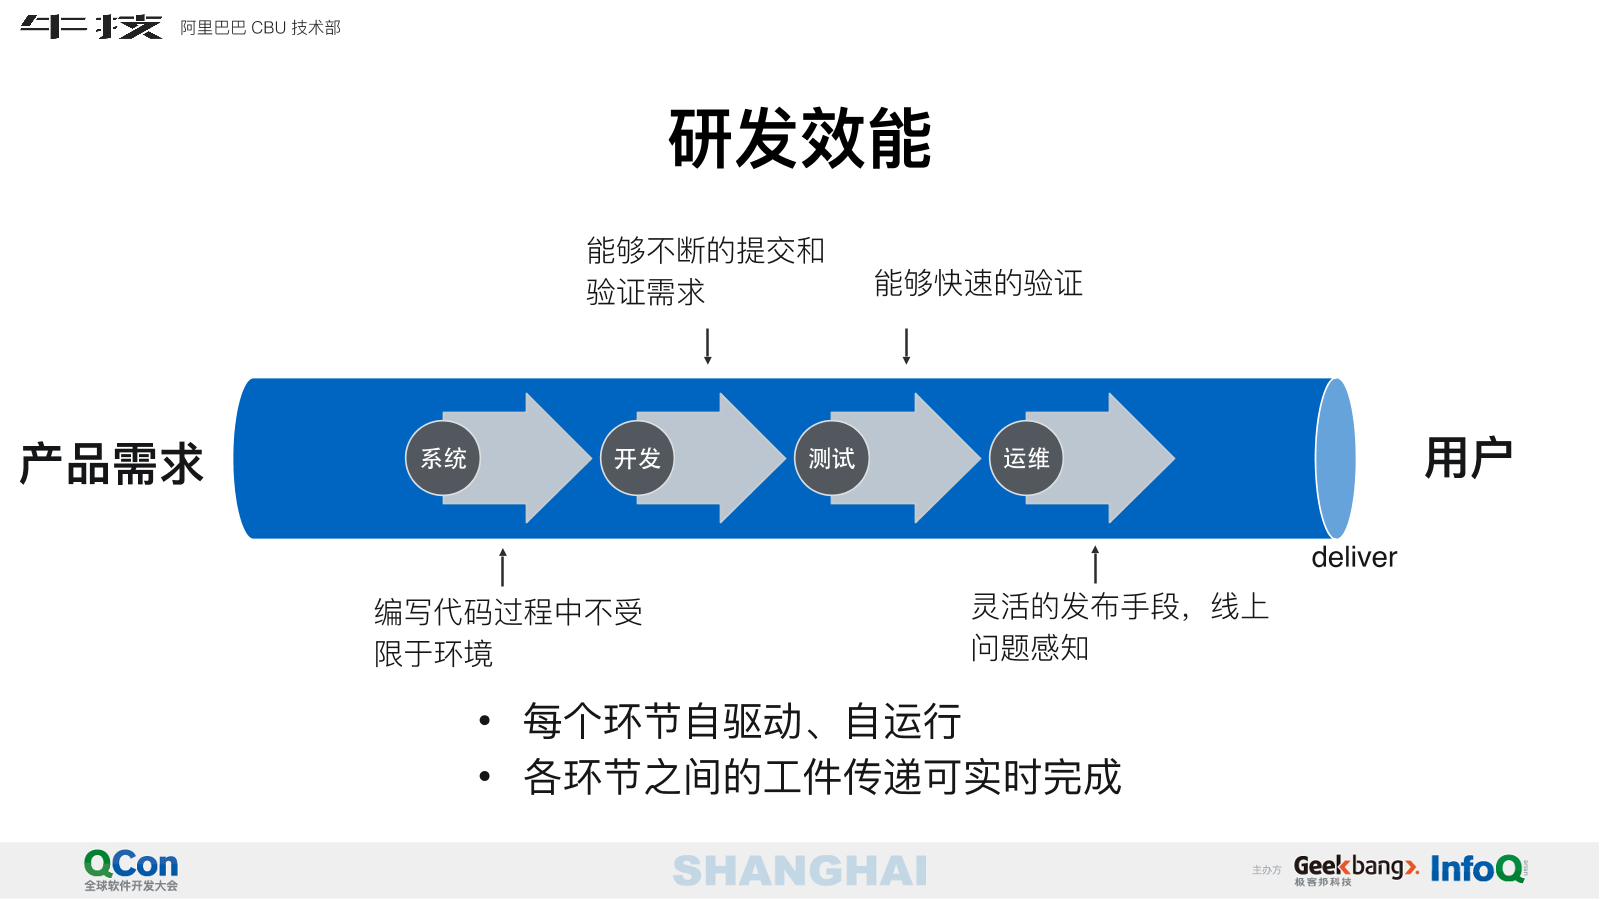 牛技 阿里巴巴 CBU 技术部
研发效能
能够不断的提交和
验证需求
能够快速的验证
产品需求
系统
开发
测试
运维
用户
deliver
编写代码过程中不受
限于环境
灵活的发布手段，线上
问题感知
• 每个环节自驱动、自运行
• 各环节之间的工件传递可实时完成
QCon
全球软件开发大会
SHANGHAI
主办方
Geekbang>.
极客邦科技
InfoQ